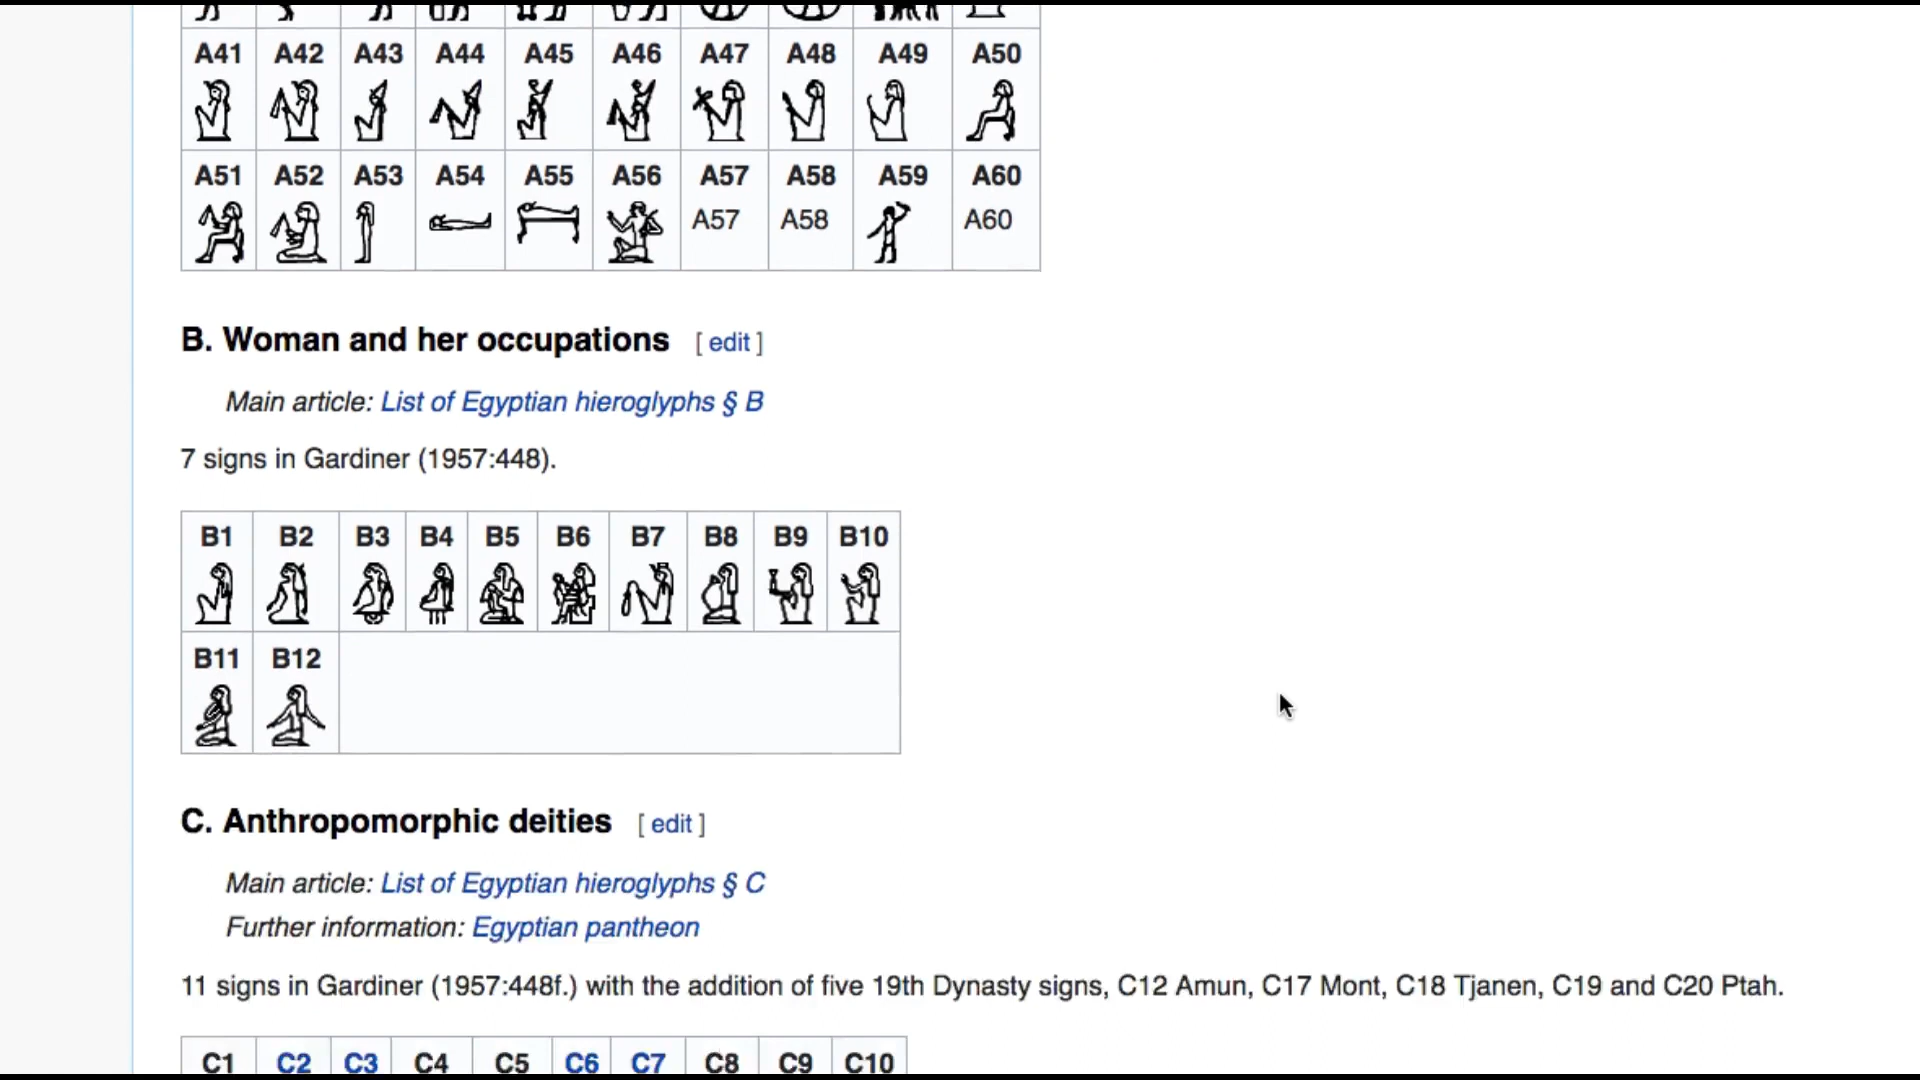 A41 A42 A43 A44 A45 A46 A47 A48 A49 A50
A51 A52 A53 A54 A55 A56 A57 A58 A59 A60
A57 A58 A60
B. Woman and her occupations [ edit ]
Main article: List of Egyptian hieroglyphs § B
7 signs in Gardiner (1957:448).
B1 B2 B3 B4 B5 B6 B7 B8 B9 B10
B11 B12
C. Anthropomorphic deities [ edit ]
Main article: List of Egyptian hieroglyphs § C
Further information: Egyptian pantheon
11 signs in Gardiner (1957:448f.) with the addition of five 19th Dynasty signs, C12 Amun, C17 Mont, C18 Tjanen, C19 and C20 Ptah.
C1 C2 C3 C4 C5 C6 C7 C8 C9 C10